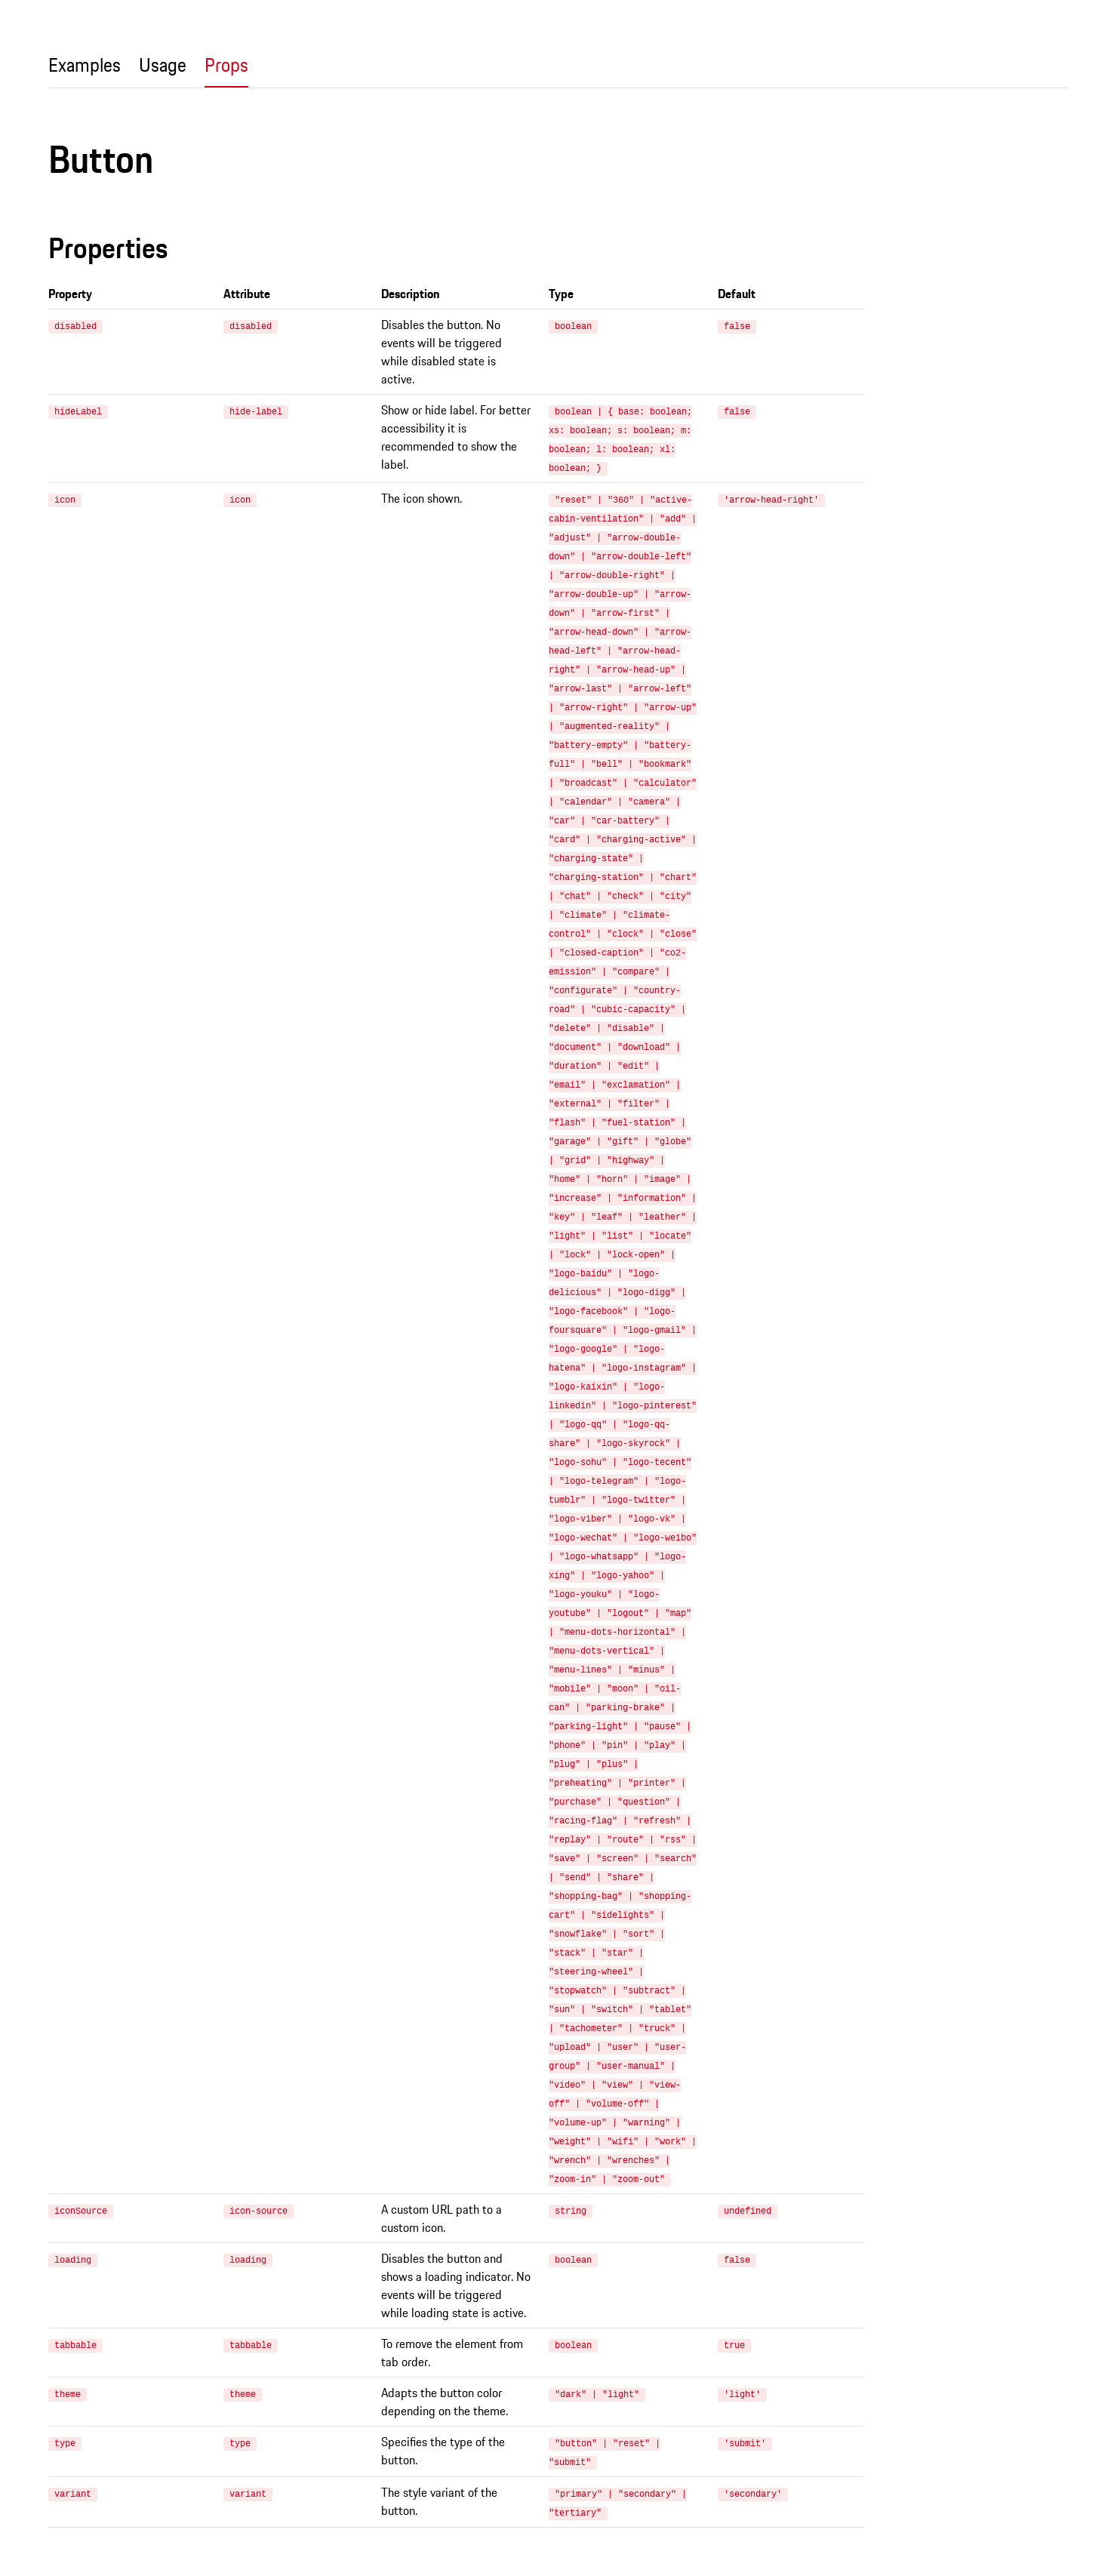 Examples Usage Props
Button
Properties
Property Attribute Description Type Default
disabled disabled Disables the button. No boolean false
events will be triggered
while disabled state is
active.
hideLabel hide-label Show or hide label. For better boolean | { base: boolean; false
accessibility it is xs: boolean; s: boolean; m:
recommended to show the boolean; l: boolean; xl:
label. boolean; }
icon icon The icon shown. "reset" | "360" | "active- 'arrow-head-right'
cabin-ventilation" | "add" |
"adjust" | "arrow-double-
down" | "arrow-double-left"
| "arrow-double-right" |
"arrow-double-up" | "arrow-
down" | "arrow-first" |
"arrow-head-down" | "arrow-
head-left" | "arrow-head-
right" | "arrow-head-up" |
"arrow-last" | "arrow-left"
| "arrow-right" | "arrow-up"
| "augmented-reality" |
"battery-empty" | "battery-
full" | "bell" | "bookmark"
| "broadcast" | "calculator"
| "calendar" | "camera" |
"car" | "car-battery" |
"card" | "charging-active" |
"charging-state" |
"charging-station" | "chart"
| "chat" | "check" | "city"
| "climate" | "climate-
control" | "clock" | "close"
| "closed-caption" | "co2-
emission" | "compare" |
"configurate" | "country-
road" | "cubic-capacity" |
"delete" | "disable" |
"document" | "download" |
"duration" | "edit" |
"email" | "exclamation" |
"external" | "filter" |
"flash" | "fuel-station" |
"garage" | "gift" | "globe"
| "grid" | "highway" |
"home" | "horn" | "image" |
"increase" | "information" |
"key" | "leaf" | "leather" |
"light" | "list" | "locate"
| "lock" | "lock-open" |
"logo-baidu" | "logo-
delicious" | "logo-digg" |
"logo-facebook" | "logo-
foursquare" | "logo-gmail" |
"logo-google" | "logo-
hatena" | "logo-instagram" |
"logo-kaixin" | "logo-
linkedin" | "logo-pinterest"
| "logo-qq" | "logo-qq-
share" | "logo-skyrock" |
"logo-sohu" | "logo-tecent"
| "logo-telegram" | "logo-
tumblr" | "logo-twitter" |
"logo-viber" | "logo-vk" |
"logo-wechat" | "logo-weibo"
| "logo-whatsapp" | "logo-
xing" | "logo-yahoo" |
"logo-youku" | "logo-
youtube" | "logout" | "map"
| "menu-dots-horizontal" |
"menu-dots-vertical" |
"menu-lines" | "minus" |
"mobile" | "moon" | "oil-
can" | "parking-brake" |
"parking-light" | "pause" |
"phone" | "pin" | "play" |
"plug" | "plus" |
"preheating" | "printer" |
"purchase" | "question" |
"racing-flag" | "refresh" |
"replay" | "route" | "rss" |
"save" | "screen" | "search"
| "send" | "share" |
"shopping-bag" | "shopping-
cart" | "sidelights" |
"snowflake" | "sort" |
"stack" | "star" |
"steering-wheel" |
"stopwatch" | "subtract" |
"sun" | "switch" | "tablet"
| "tachometer" | "truck" |
"upload" | "user" | "user-
group" | "user-manual" |
"video" | "view" | "view-
off" | "volume-off" |
"volume-up" | "warning" |
"weight" | "wifi" | "work" |
"wrench" | "wrenches" |
"zoom-in" | "zoom-out"
iconSource icon-source A custom URL path to a string undefined
custom icon.
loading loading Disables the button and boolean false
shows a loading indicator. No
events will be triggered
while loading state is active.
tabbable tabbable To remove the element from boolean true
tab order.
theme theme Adapts the button color "dark" | "light" 'light'
depending on the theme.
type type Specifies the type of the "button" | "reset" | 'submit'
button. "submit"
variant variant The style variant of the "primary" | "secondary" | 'secondary'
button. "tertiary"